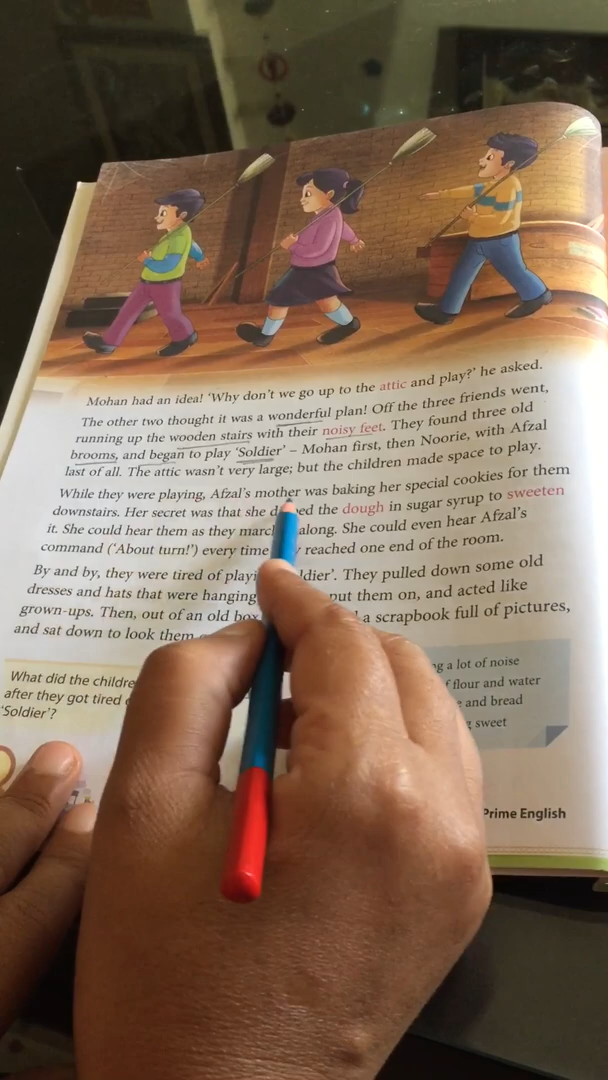 Mohan had an idea! 'Why don't we go up to the attic and play?' he asked.
The other two thought it was a wonderful plan! Off the three friends went,
running up the wooden stairs with their noisy feet. They found three old
brooms, and began to play 'Soldier' – Mohan first, then Noorie, with Afzal
last of all. The attic wasn't very large; but the children made space to play.
While they were playing, Afzal's mother was baking her special cookies for them
downstairs. Her secret was that she the dough in sugar syrup to sweeten
it. She could hear them as they along. She could even hear Afzal's
command ('About turn!') every time reached one end of the room.
By and by, they were tired of They pulled down some old
dresses and hats that were hanging put them on, and acted like
grown-ups. Then, out of an old a scrapbook full of pictures,
and sat down to look them
What did the
after they got tired
'Soldier'?
a lot of noise
flour and water
and bread
sweet
Prime English